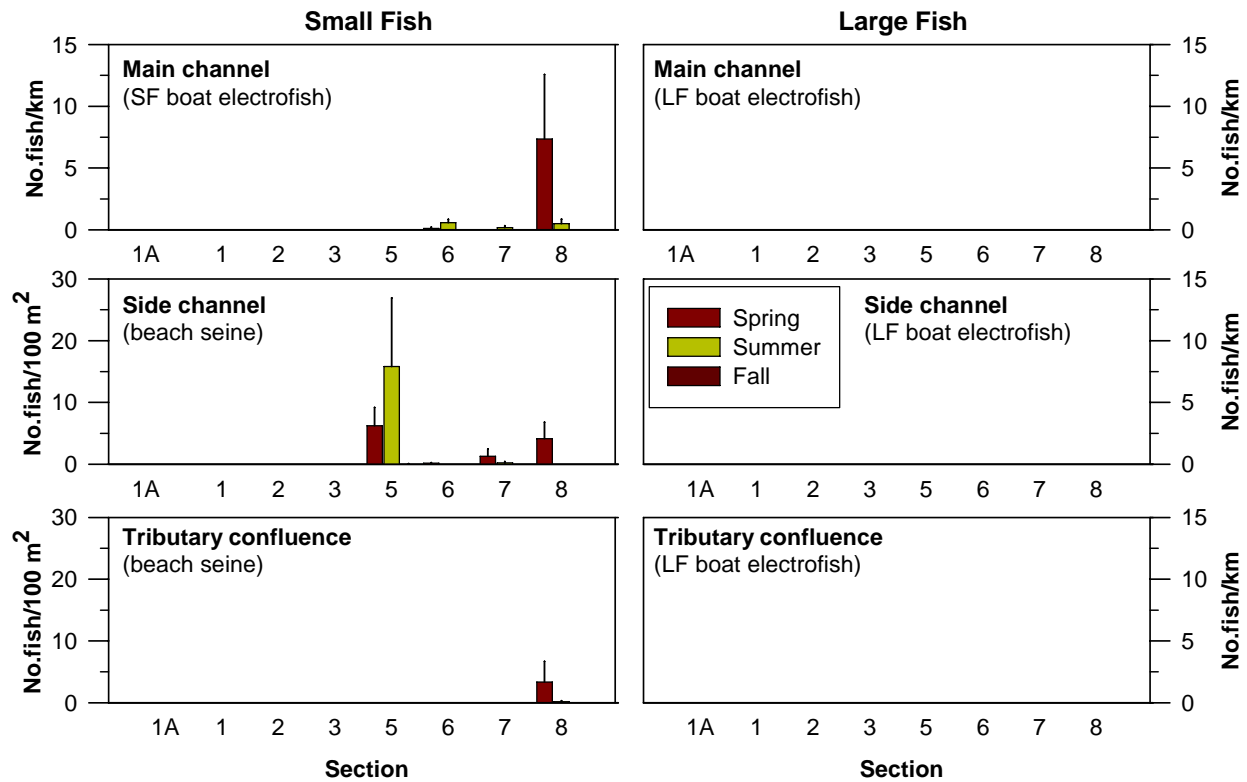 Small Fish
Large Fish
15
10
5
0
No.fish/km
Main channel
(SF boat electrofish)
1A 1 2 3 5 6 7 8
Main channel
(LF boat electrofish)
15
10
5
0
No.fish/km
1A 1 2 3 5 6 7 8
30
20
10
0
No.fish/100 m²
Side channel
(beach seine)
1A 1 2 3 5 6 7 8
Spring
Summer
Fall
Side channel
(LF boat electrofish)
15
10
5
0
No.fish/km
1A 1 2 3 5 6 7 8
30
20
10
0
No.fish/100 m²
Tributary confluence
(beach seine)
1A 1 2 3 5 6 7 8
Section
Tributary confluence
(LF boat electrofish)
15
10
5
0
No.fish/km
1A 1 2 3 5 6 7 8
Section